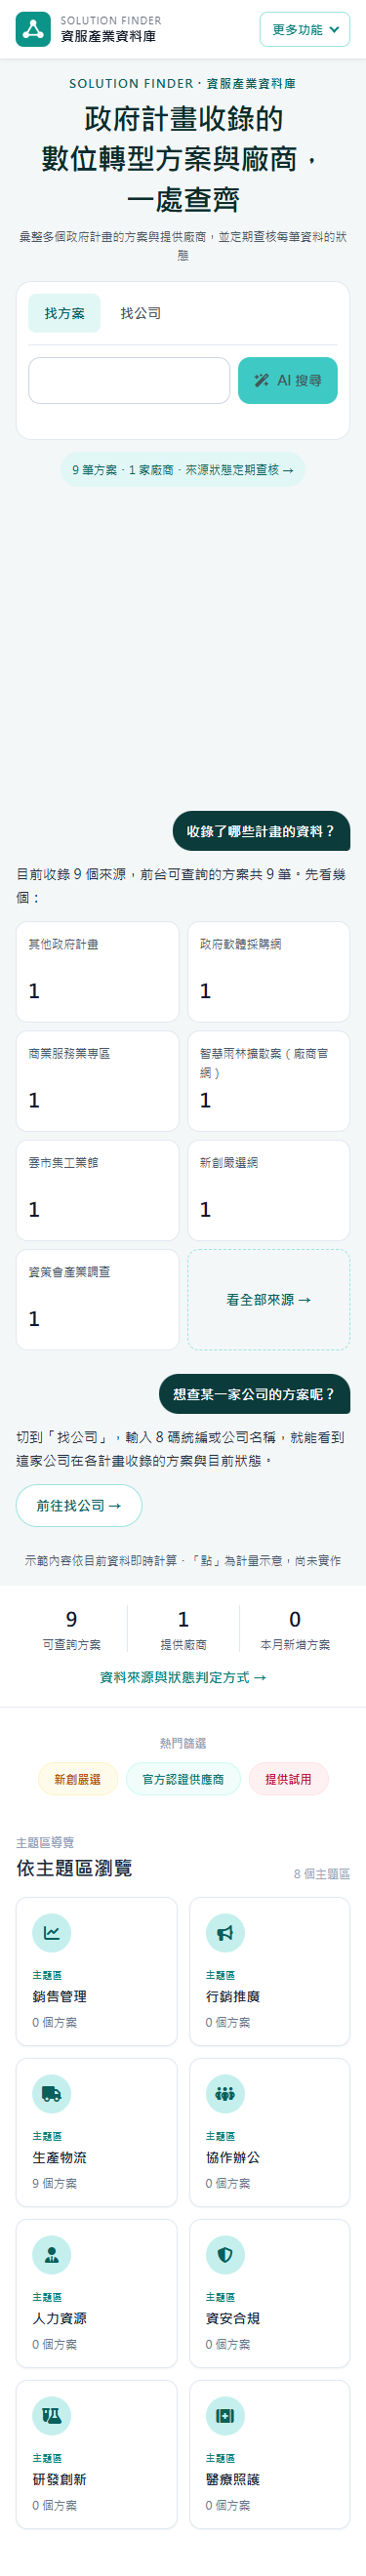 SOLUTION FINDER
資服產業資料庫
更多功能
SOLUTION FINDER · 資服產業資料庫
政府計畫收錄的
數位轉型方案與廠商，
一處查齊
彙整多個政府計畫的方案與提供廠商，並定期查核每筆資料的狀
態
找方案
找公司
AI 搜尋
9 筆方案 · 1 家廠商 · 來源狀態定期查核 →
收錄了哪些計畫的資料？
目前收錄 9 個來源，前台可查詢的方案共 9 筆。先看幾
個：
其他政府計畫
1
政府軟體採購網
1
商業服務業專區
1
智慧雨林擴散案（廠商官
網）
1
雲市集工業館
1
新創嚴選網
1
資策會產業調查
1
看全部來源 →
想查某一家公司的方案呢？
切到「找公司」，輸入 8 碼統編或公司名稱，就能看到
這家公司在各計畫收錄的方案與目前狀態。
前往找公司 →
示範內容依目前資料即時計算 ·「點」為計量示意，尚未實作
9
可查詢方案
1
提供廠商
0
本月新增方案
資料來源與狀態判定方式 →
熱門篩選
新創嚴選
官方認證供應商
提供試用
主題區導覽
依主題區瀏覽
8 個主題區
主題區
銷售管理
0 個方案
主題區
行銷推廣
0 個方案
主題區
生產物流
9 個方案
主題區
協作辦公
0 個方案
主題區
人力資源
0 個方案
主題區
資安合規
0 個方案
主題區
研發創新
0 個方案
主題區
醫療照護
0 個方案